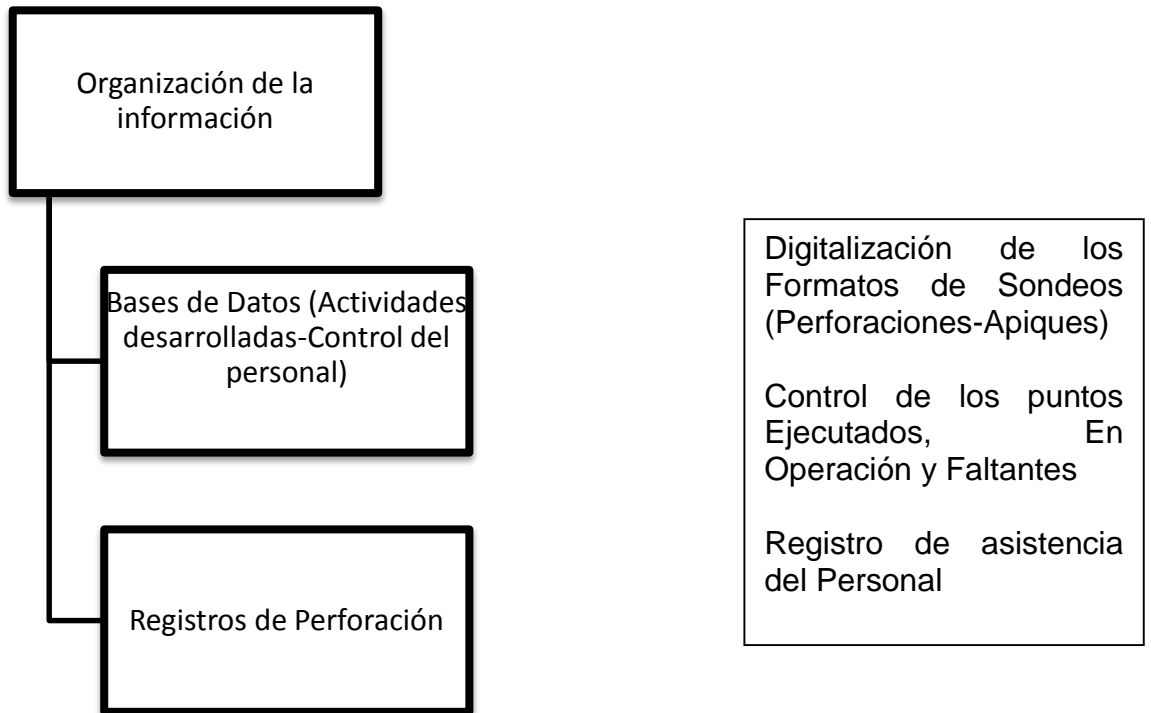 Organización de la
información
Bases de Datos (Actividades
desarrolladas-Control del
personal)
Registros de Perforación
Digitalización de los
Formatos de Sondeos
(Perforaciones-Apiques)
Control de los puntos
Ejecutados, En
Operación y Faltantes
Registro de asistencia
del Personal